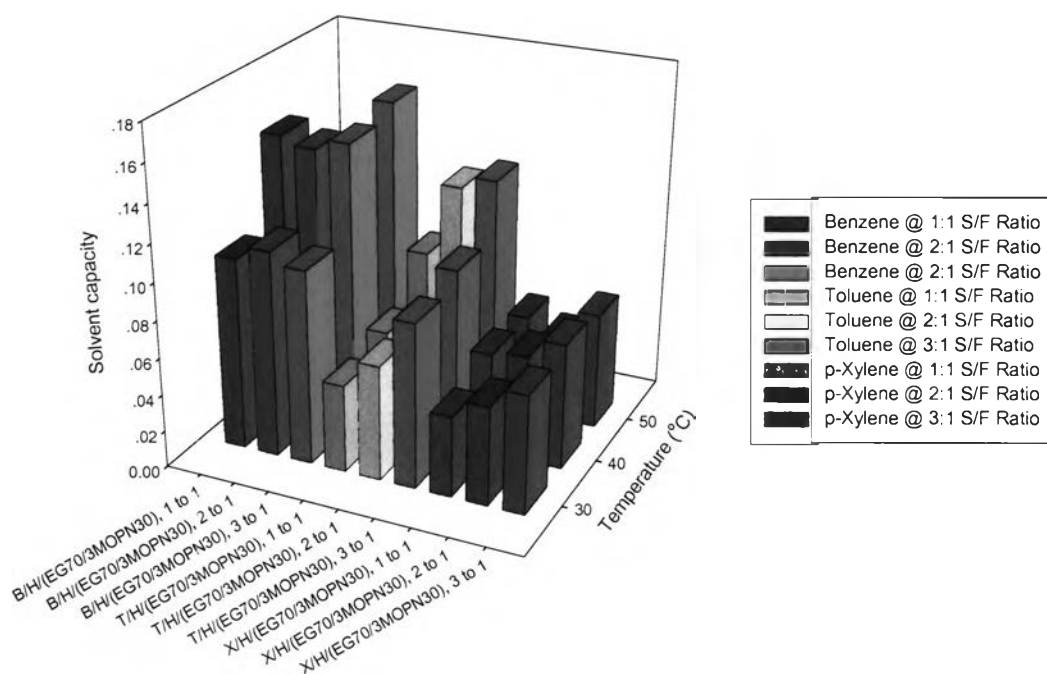 Solvent capacity
.18
.16
.14
.12
.10
.08
.06
.04
.02
0.00
B/H/(EG70/3MOPN30), 1 to 1
B/H/(EG70/3MOPN30), 2 to 1
B/H/(EG70/3MOPN30), 3 to 1
T/H/(EG70/3MOPN30), 1 to 1
T/H/(EG70/3MOPN30), 2 to 1
T/H/(EG70/3MOPN30), 3 to 1
X/H/(EG70/3MOPN30), 1 to 1
X/H/(EG70/3MOPN30), 2 to 1
X/H/(EG70/3MOPN30), 3 to 1
50
40
30
Temperature (°C)
Benzene @ 1:1 S/F Ratio
Benzene @ 2:1 S/F Ratio
Benzene @ 2:1 S/F Ratio
Toluene @ 1:1 S/F Ratio
Toluene @ 2:1 S/F Ratio
Toluene @ 3:1 S/F Ratio
p-Xylene @ 1:1 S/F Ratio
p-Xylene @ 2:1 S/F Ratio
p-Xylene @ 3:1 S/F Ratio